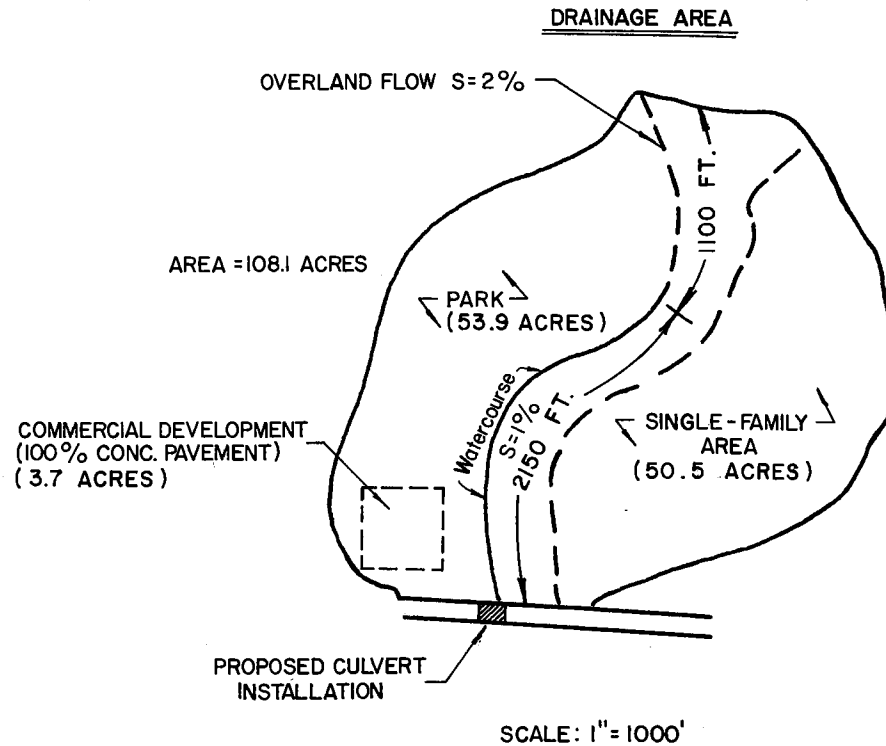 DRAINAGE AREA
OVERLAND FLOW S=2%
1100 FT.
AREA =108.1 ACRES
PARK
(53.9 ACRES)
Watercourse
S=1%
2150 FT.
SINGLE-FAMILY
AREA
(50.5 ACRES)
COMMERCIAL DEVELOPMENT
(100% CONC. PAVEMENT)
(3.7 ACRES)
PROPOSED CULVERT
INSTALLATION
SCALE: 1"=1000'